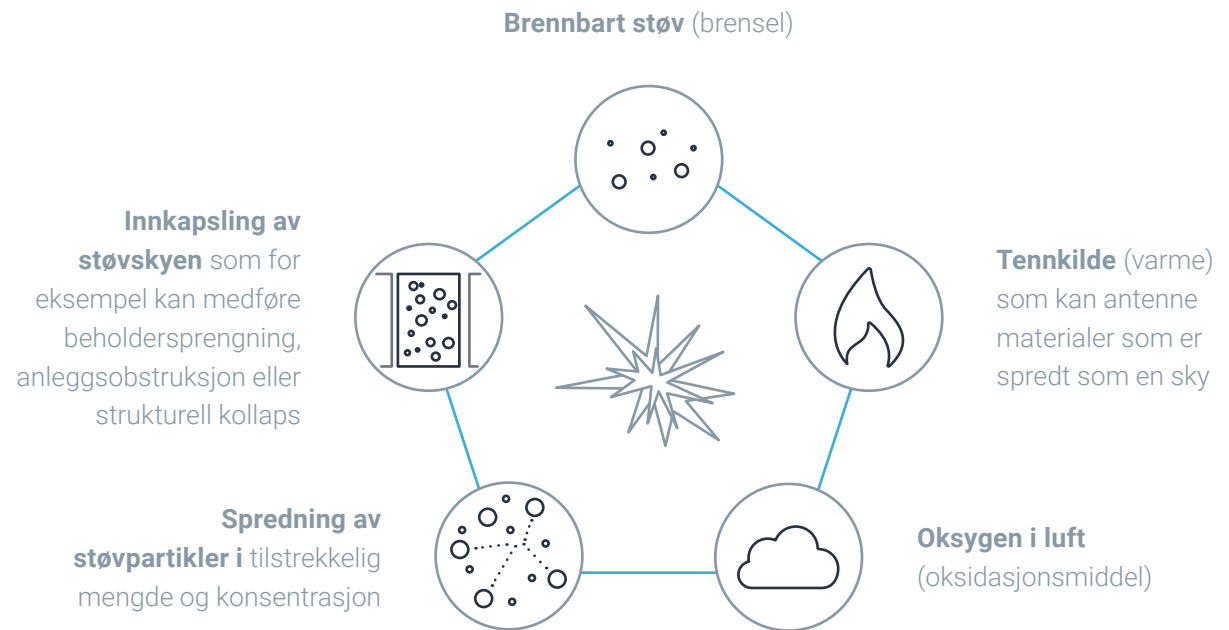 Brennbart støv (brensel)
Innkapsling av
støvskyen som for
eksempel kan medføre
beholdersprengning,
anleggsobstruksjon eller
strukturell kollaps
Tennkilde (varme)
som kan antenne
materialer som er
spredt som en sky
Spredning av
støvpartikler i tilstrekkelig
mengde og konsentrasjon
Oksygen i luft
(oksidasjonsmiddel)